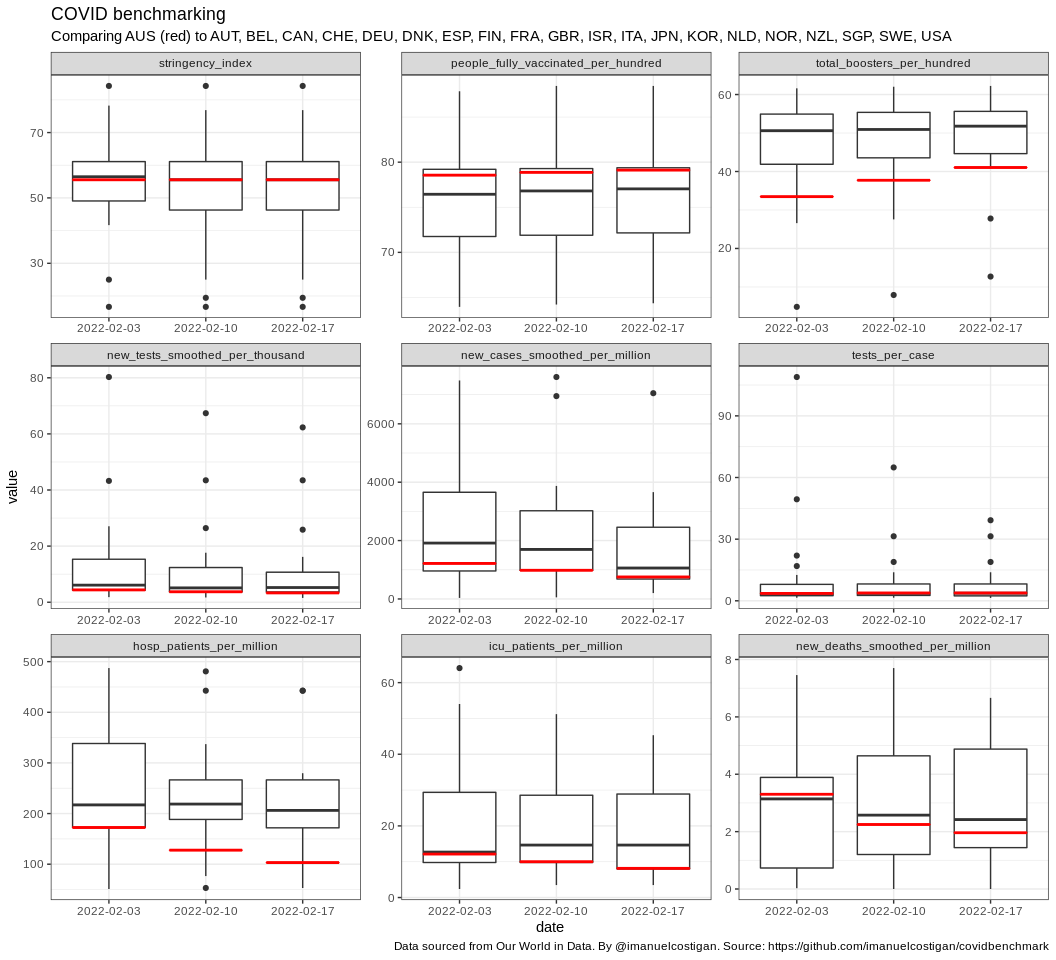 COVID benchmarking
Comparing AUS (red) to AUT, BEL, CAN, CHE, DEU, DNK, ESP, FIN, FRA, GBR, ISR, ITA, JPN, KOR, NLD, NOR, NZL, SGP, SWE, USA
stringency_index
people_fully_vaccinated_per_hundred
total_boosters_per_hundred
70
50
30
80
70
60
40
20
2022-02-03 2022-02-10 2022-02-17
2022-02-03 2022-02-10 2022-02-17
2022-02-03 2022-02-10 2022-02-17
new_tests_smoothed_per_thousand
new_cases_smoothed_per_million
tests_per_case
80
60
40
20
0
6000
4000
2000
0
90
60
30
0
2022-02-03 2022-02-10 2022-02-17
2022-02-03 2022-02-10 2022-02-17
2022-02-03 2022-02-10 2022-02-17
value
hosp_patients_per_million
icu_patients_per_million
new_deaths_smoothed_per_million
500
400
300
200
100
60
40
20
0
8
6
4
2
0
2022-02-03 2022-02-10 2022-02-17
2022-02-03 2022-02-10 2022-02-17
2022-02-03 2022-02-10 2022-02-17
date
Data sourced from Our World in Data. By @imanuelcostigan. Source: https://github.com/imanuelcostigan/covidbenchmark